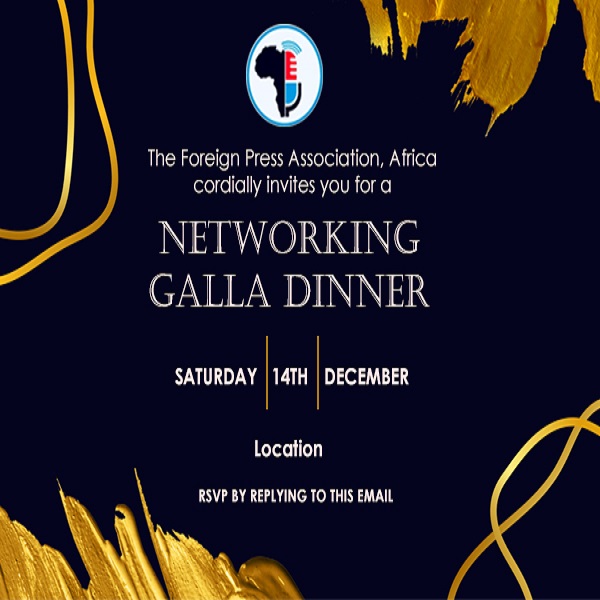 The Foreign Press Association, Africa
cordially invites you for a
NETWORKING
GALLA DINNER
SATURDAY 14TH DECEMBER
Location
RSVP BY REPLYING TO THIS EMAIL